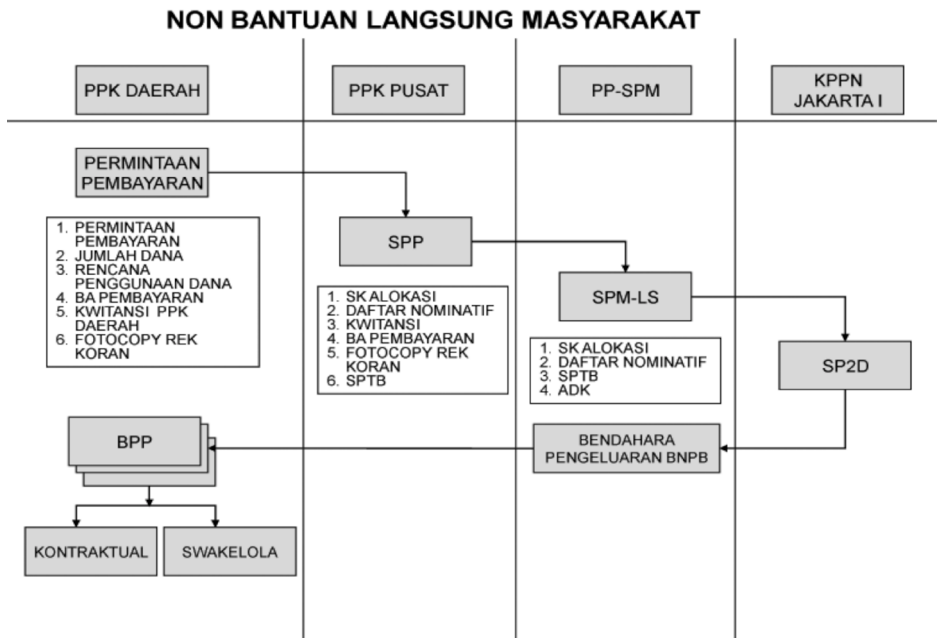 NON BANTUAN LANGSUNG MASYARAKAT
PPK DAERAH
PPK PUSAT
PP-SPM
KPPN
JAKARTA I
PERMINTAAN
PEMBAYARAN
1. PERMINTAAN
PEMBAYARAN
2. JUMLAH DANA
3. RENCANA
PENGGUNAAN DANA
4. BA PEMBAYARAN
5. KWITANSI PPK
DAERAH
6. FOTOCOPY REK
KORAN
SPP
1. SK ALOKASI
2. DAFTAR NOMINATIF
3. KWITANSI
4. BA PEMBAYARAN
5. FOTOCOPY REK
KORAN
6. SPTB
SPM-LS
1. SK ALOKASI
2. DAFTAR NOMINATIF
3. SPTB
4. ADK
SP2D
BENDAHARA
PENGELUARAN BNPB
BPP
KONTRAKTUAL
SWAKELOLA